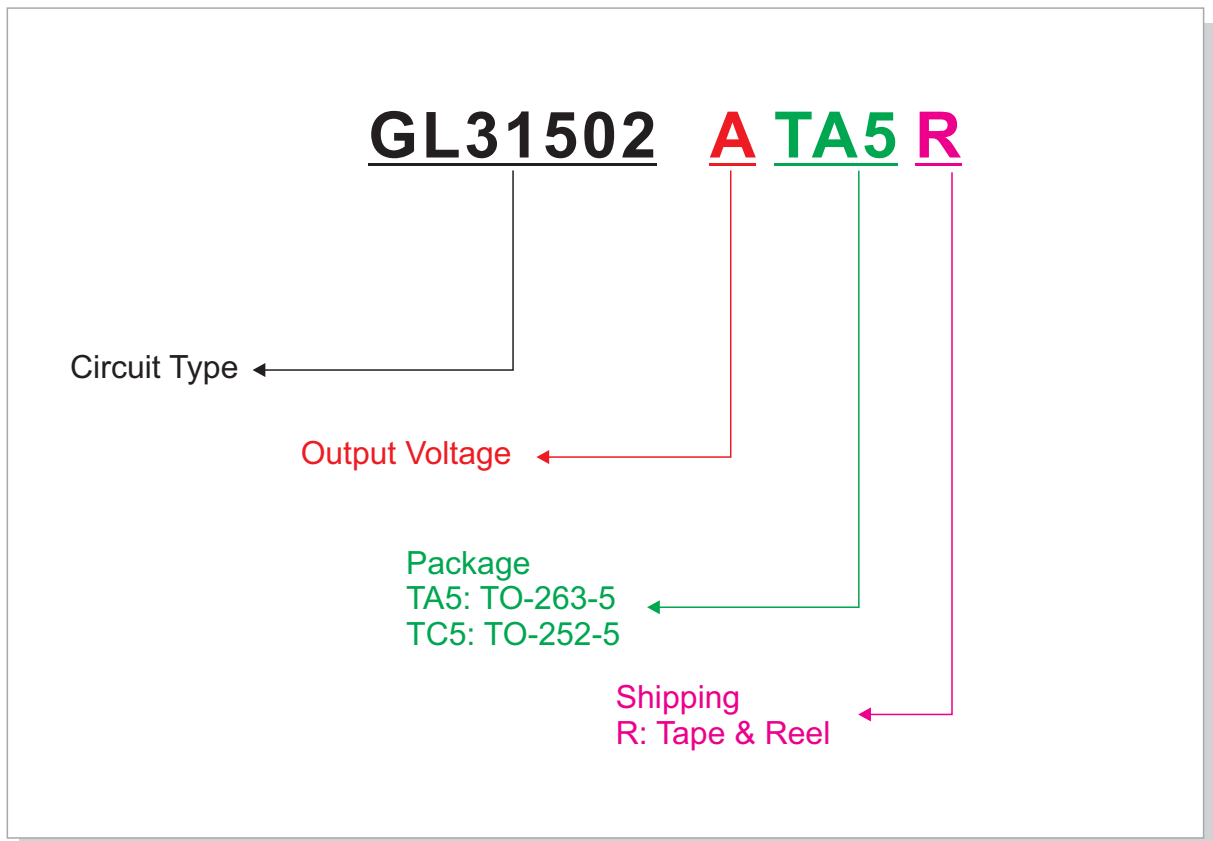 GL31502 A TA5 R
Circuit Type
Output Voltage
Package
TA5: TO-263-5
TC5: TO-252-5
Shipping
R: Tape & Reel